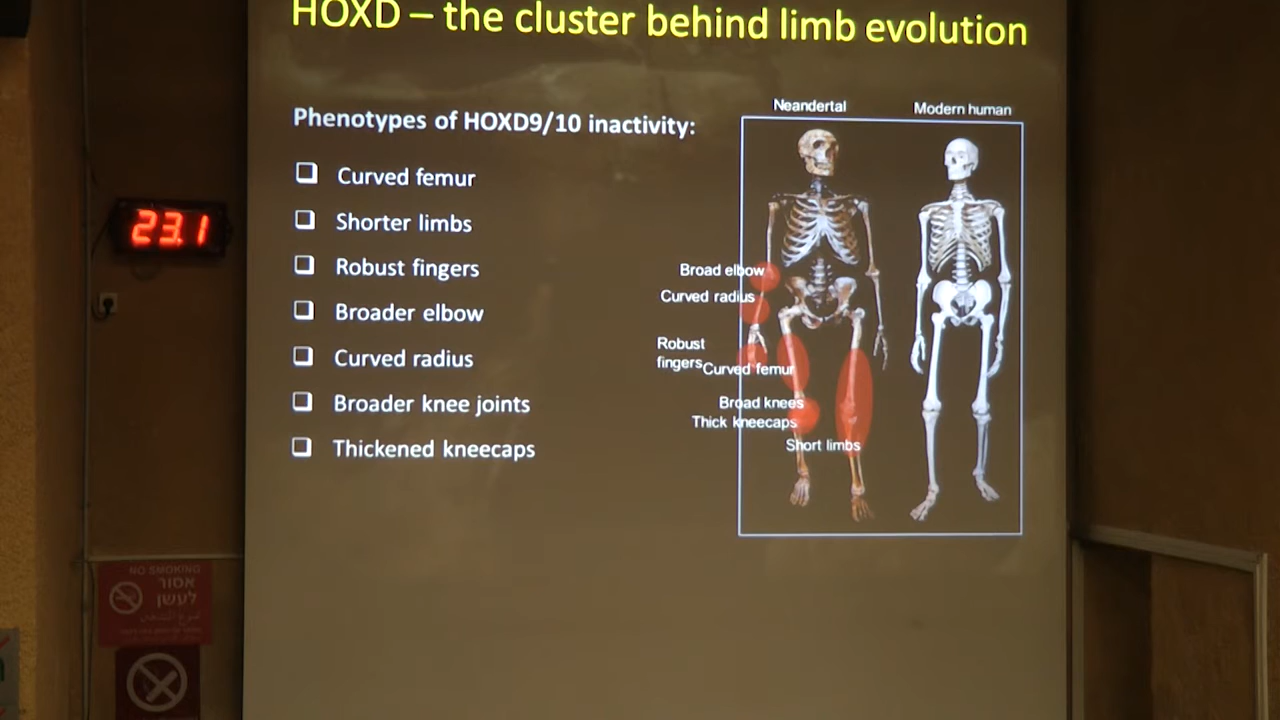 HOXD – the cluster behind limb evolution
Phenotypes of HOXD9/10 inactivity:
❑ Curved femur
❑ Shorter limbs
❑ Robust fingers
❑ Broader elbow
❑ Curved radius
❑ Broader knee joints
❑ Thickened kneecaps
Neandertal
Modern human
Broad elbow
Curved radius
Robust
fingers
Curved femur
Broad knees
Thick kneecaps
Short limbs
23.1
NO SMOKING
אסור
לעשן